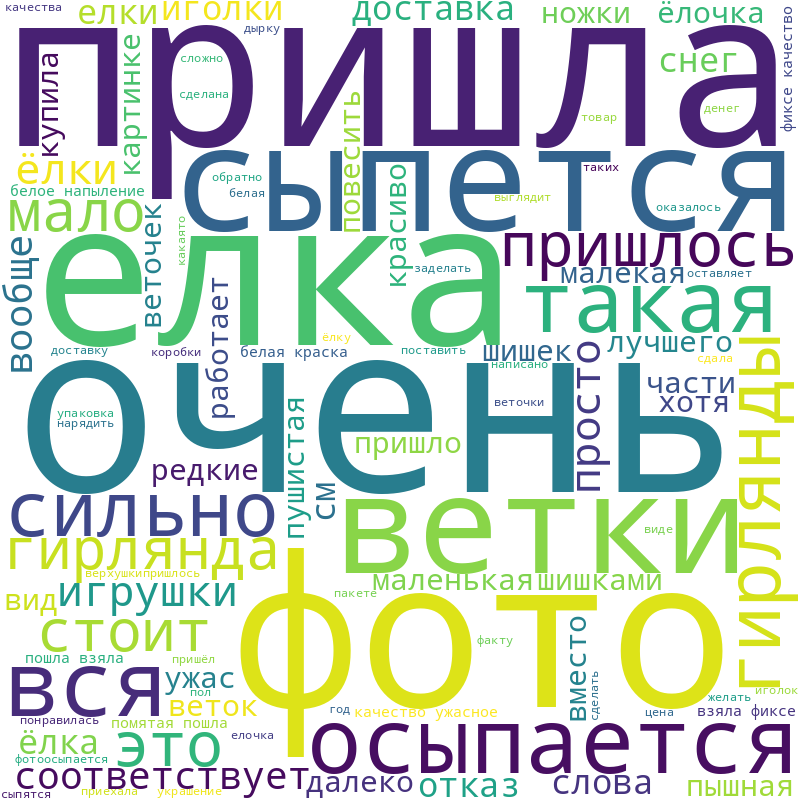 качества
елки
иголки
доставка
ножки
ёлочка
дырку
пришла
купила
картинке
сложно
сделана
повесить
товар
снег
денег
фиксе качество
ёлки
сыпется
обратно
белая
таких
выглядит
оказалось
белое напыление
мало
веточек
какаято
елка
красиво
заделать
пришлось
малекая
оставляет
вообще
работает
такая
ёлку
доставку
коробки
белая краска
поставить
шишек
написано
лучшего
сдала
очень
упаковка
нарядить
веточки
просто
части
хотя
гирлянды
пришло
редкие
пушистая
см
сильно
ветки
виде
гирлянда
верхушкипришлось
маленькая
шишками
вид
игрушки
пакете
фото
стоит
факту
вместо
пошла взяла
пришёл
вся
ужас
пол
веток
сделать
иголок
желать
понравилась
помятая пошла
год
качество ужасное
цена
взяла фиксе
ёлка
это
елочка
осыпается
фотоосыпается
соответствует
далеко
отказ
слова
пышная
сыпятся
приехала
украшение